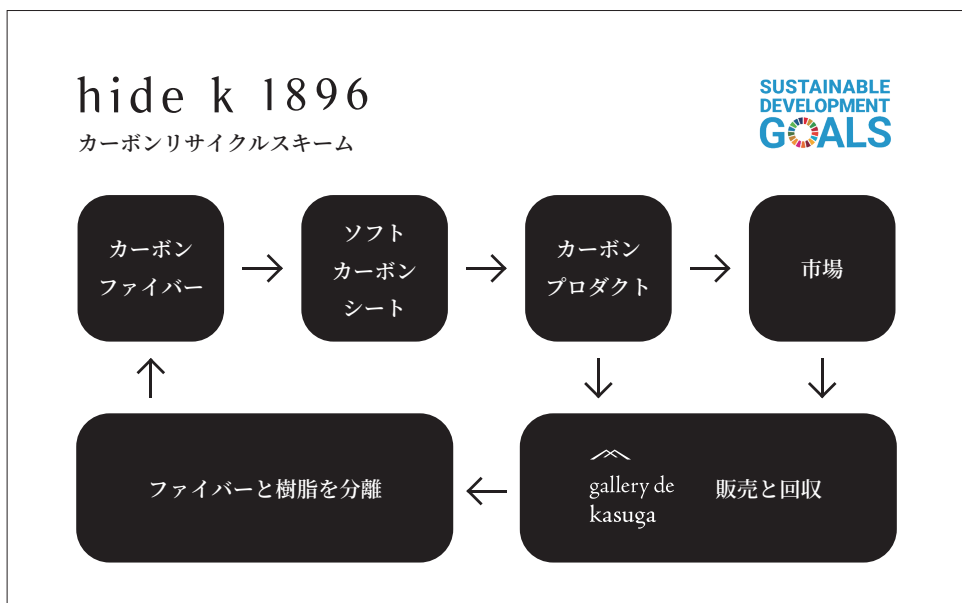 hide k 1896
カーボンリサイクルスキーム
SUSTAINABLE
DEVELOPMENT
GOALS
カーボン
ファイバー
ソフト
カーボン
シート
カーボン
プロダクト
市場
ファイバーと樹脂を分離
gallery de
kasuga
販売と回収